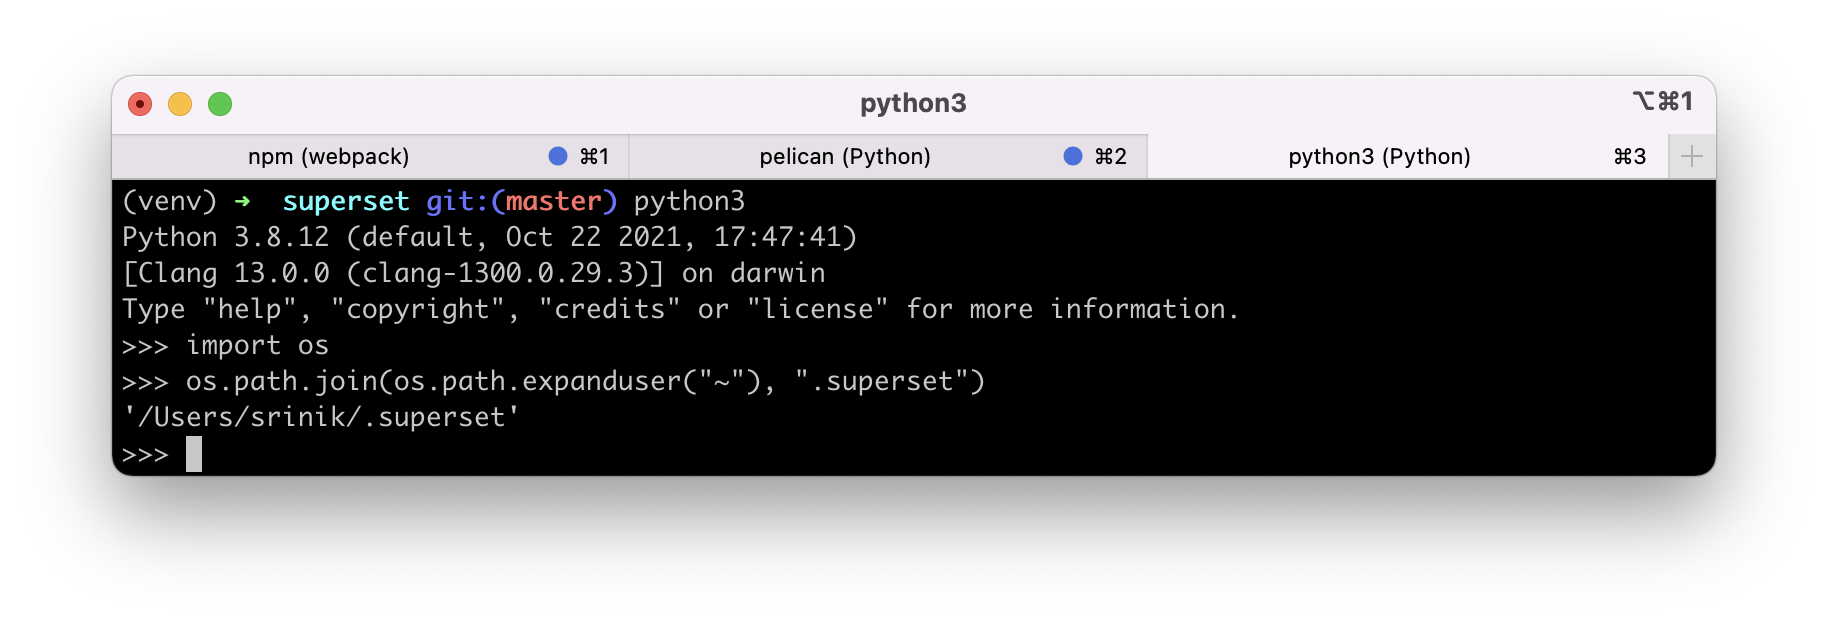 python3
⌥⌘1
npm (webpack) ⌘1
pelican (Python) ⌘2
python3 (Python) ⌘3
(venv) ➜  superset git:(master) python3
Python 3.8.12 (default, Oct 22 2021, 17:47:41)
[Clang 13.0.0 (clang-1300.0.29.3)] on darwin
Type "help", "copyright", "credits" or "license" for more information.
>>> import os
>>> os.path.join(os.path.expanduser("~"), ".superset")
'/Users/srinik/.superset'
>>>